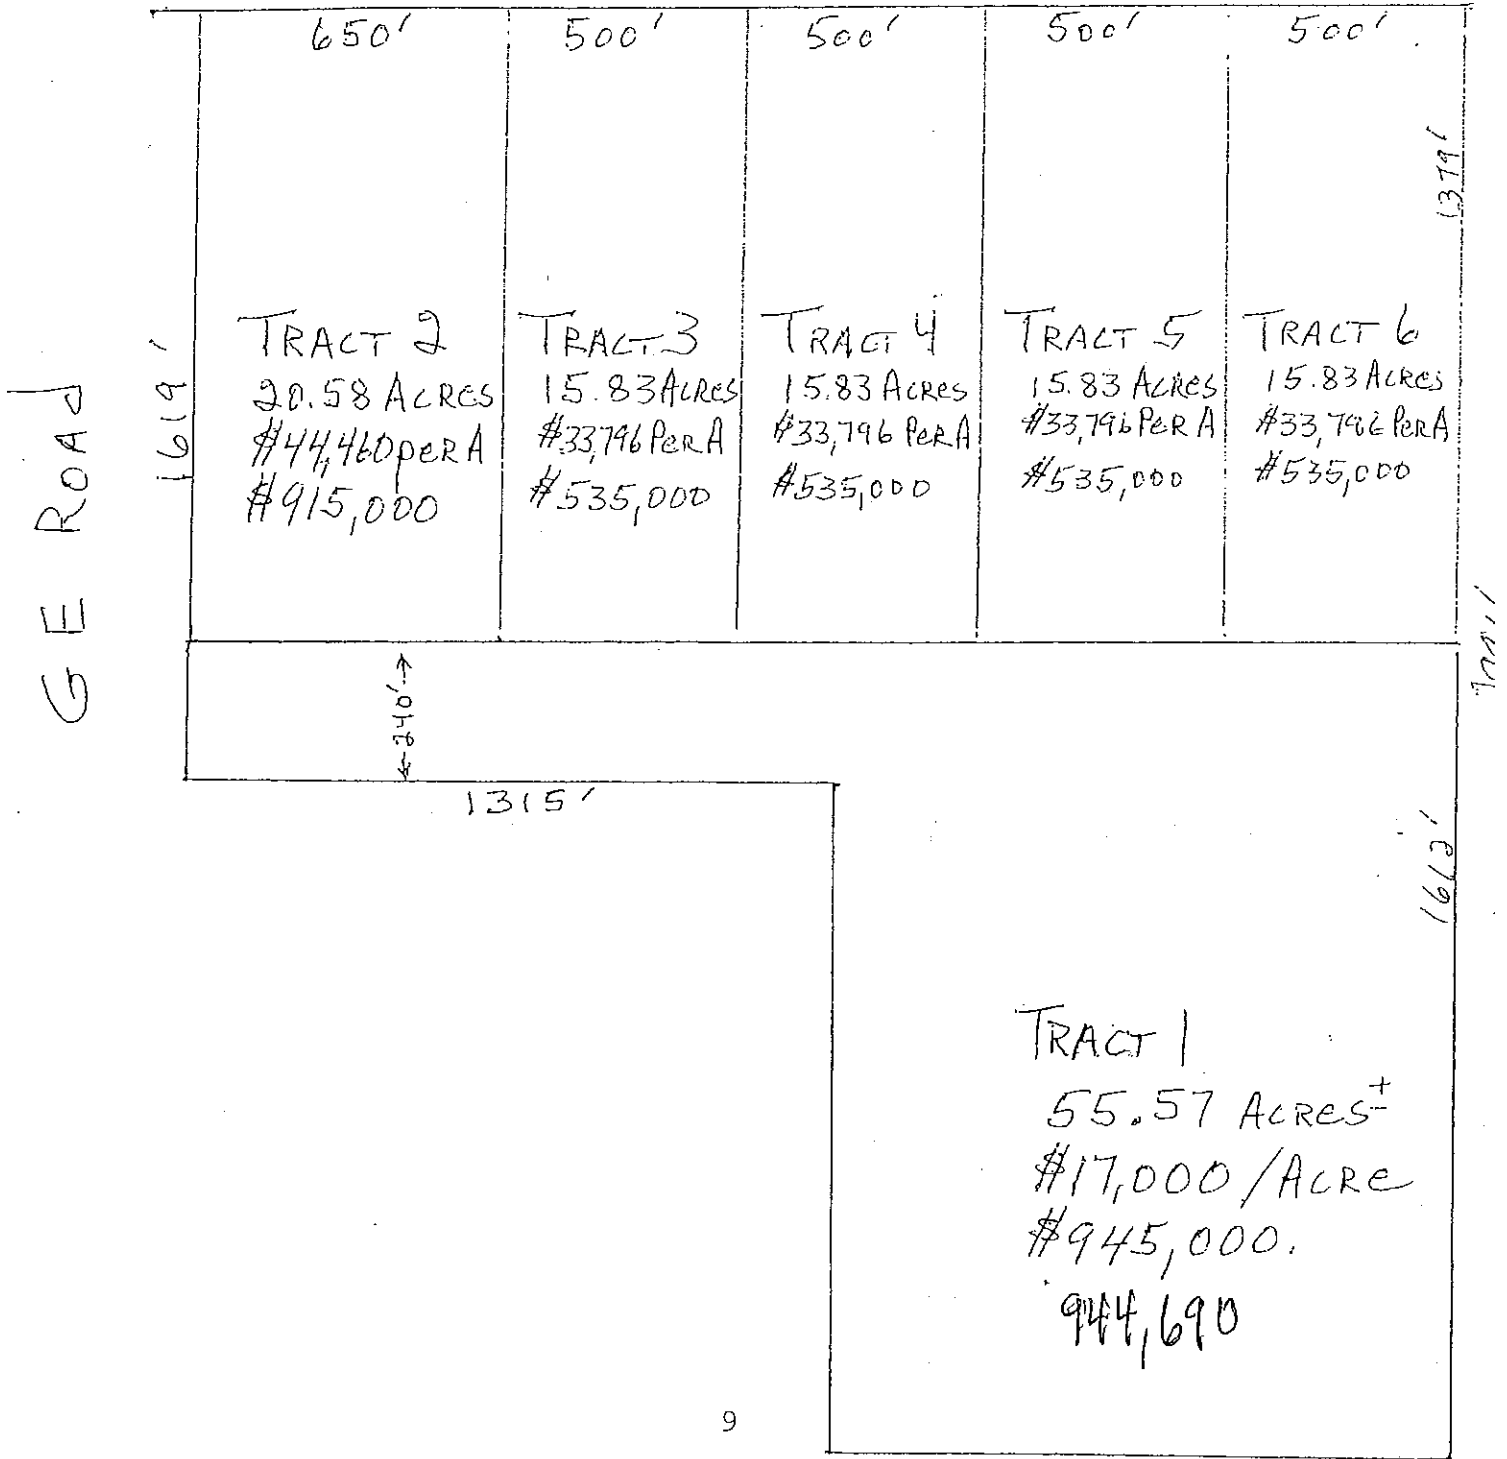 650'
500'
500'
500'
500'
1379'
GE ROAD
1619'
TRACT 2
20.58 ACRES
$44,460 PER A
$915,000
TRACT 3
15.83 ACRES
$33,796 PER A
$535,000
TRACT 4
15.83 ACRES
$33,796 PER A
$535,000
TRACT 5
15.83 ACRES
$33,796 PER A
$535,000
TRACT 6
15.83 ACRES
$33,796 PER A
$535,000
240'
1315'
1612'
TRACT 1
55.57 ACRES±
$17,000 / ACRE
$945,000.
944,690
9